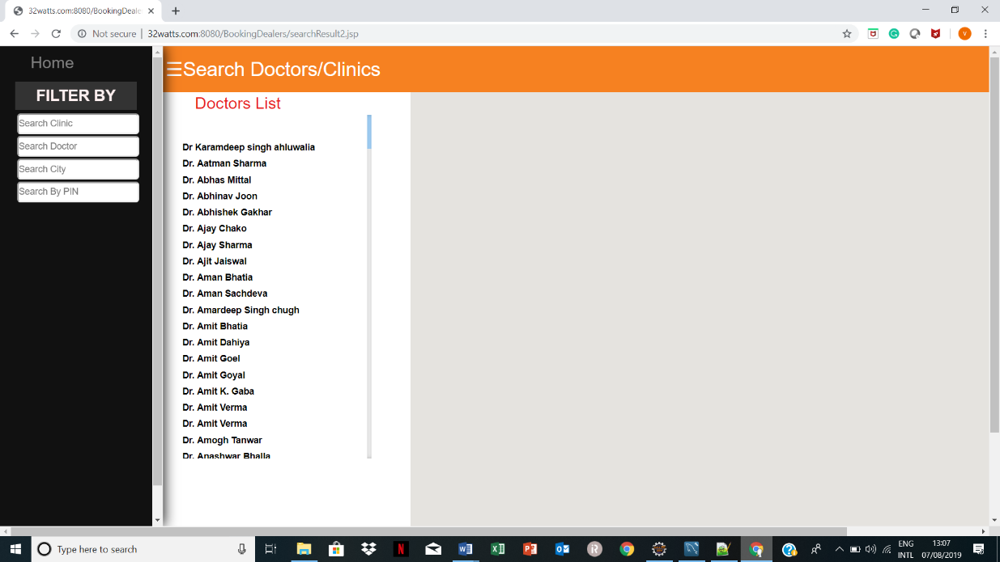 32watts.com:8080/BookingDeale
Not secure | 32watts.com:8080/BookingDealers/searchResult2.jsp
V
Home
FILTER BY
Search Clinic
Search Doctor
Search City
Search By PIN
☰Search Doctors/Clinics
Doctors List
Dr Karamdeep singh ahluwalia
Dr. Aatman Sharma
Dr. Abhas Mittal
Dr. Abhinav Joon
Dr. Abhishek Gakhar
Dr. Ajay Chako
Dr. Ajay Sharma
Dr. Ajit Jaiswal
Dr. Aman Bhatia
Dr. Aman Sachdeva
Dr. Amardeep Singh chugh
Dr. Amit Bhatia
Dr. Amit Dahiya
Dr. Amit Goel
Dr. Amit Goyal
Dr. Amit K. Gaba
Dr. Amit Verma
Dr. Amit Verma
Dr. Amogh Tanwar
Dr. Anashwar Bhalla
Type here to search
ENG
INTL
13:07
07/08/2019